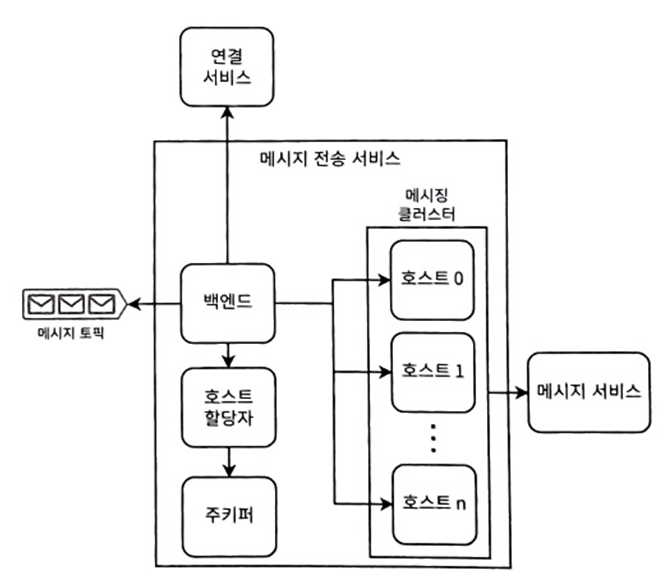 연결
서비스
메시지 전송 서비스
메시징
클러스터
호스트 0
백엔드
메시지 토픽
호스트 1
호스트
할당자
메시지 서비스
호스트 n
주키퍼